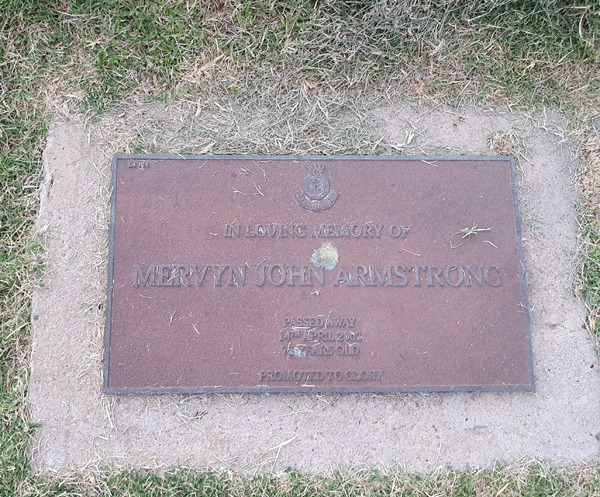 IN LOVING MEMORY OF
MERVYN JOHN ARMSTRONG
PASSED AWAY
APRIL 2002
YEARS OLD
PROMOTED TO GLORY